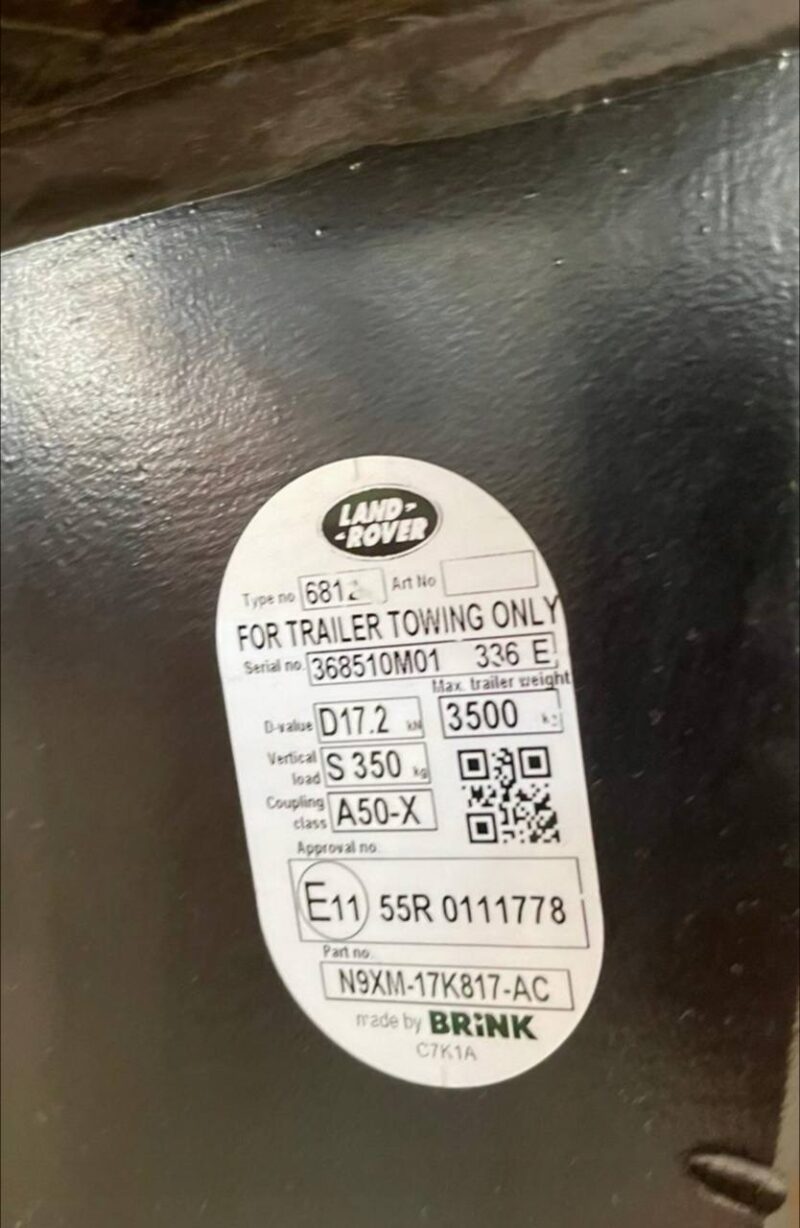 LAND-
-ROVER
Type no 681 Art No
FOR TRAILER TOWING ONLY
Serial no. 368510M01 336 E
Max. trailer weight
D-value D17.2 kN 3500 kg
Vertical load S 350 kg
Coupling class A50-X
Approval no.
E11 55R 0111778
Part no.
N9XM-17K817-AC
made by BRiNK
C7K1A